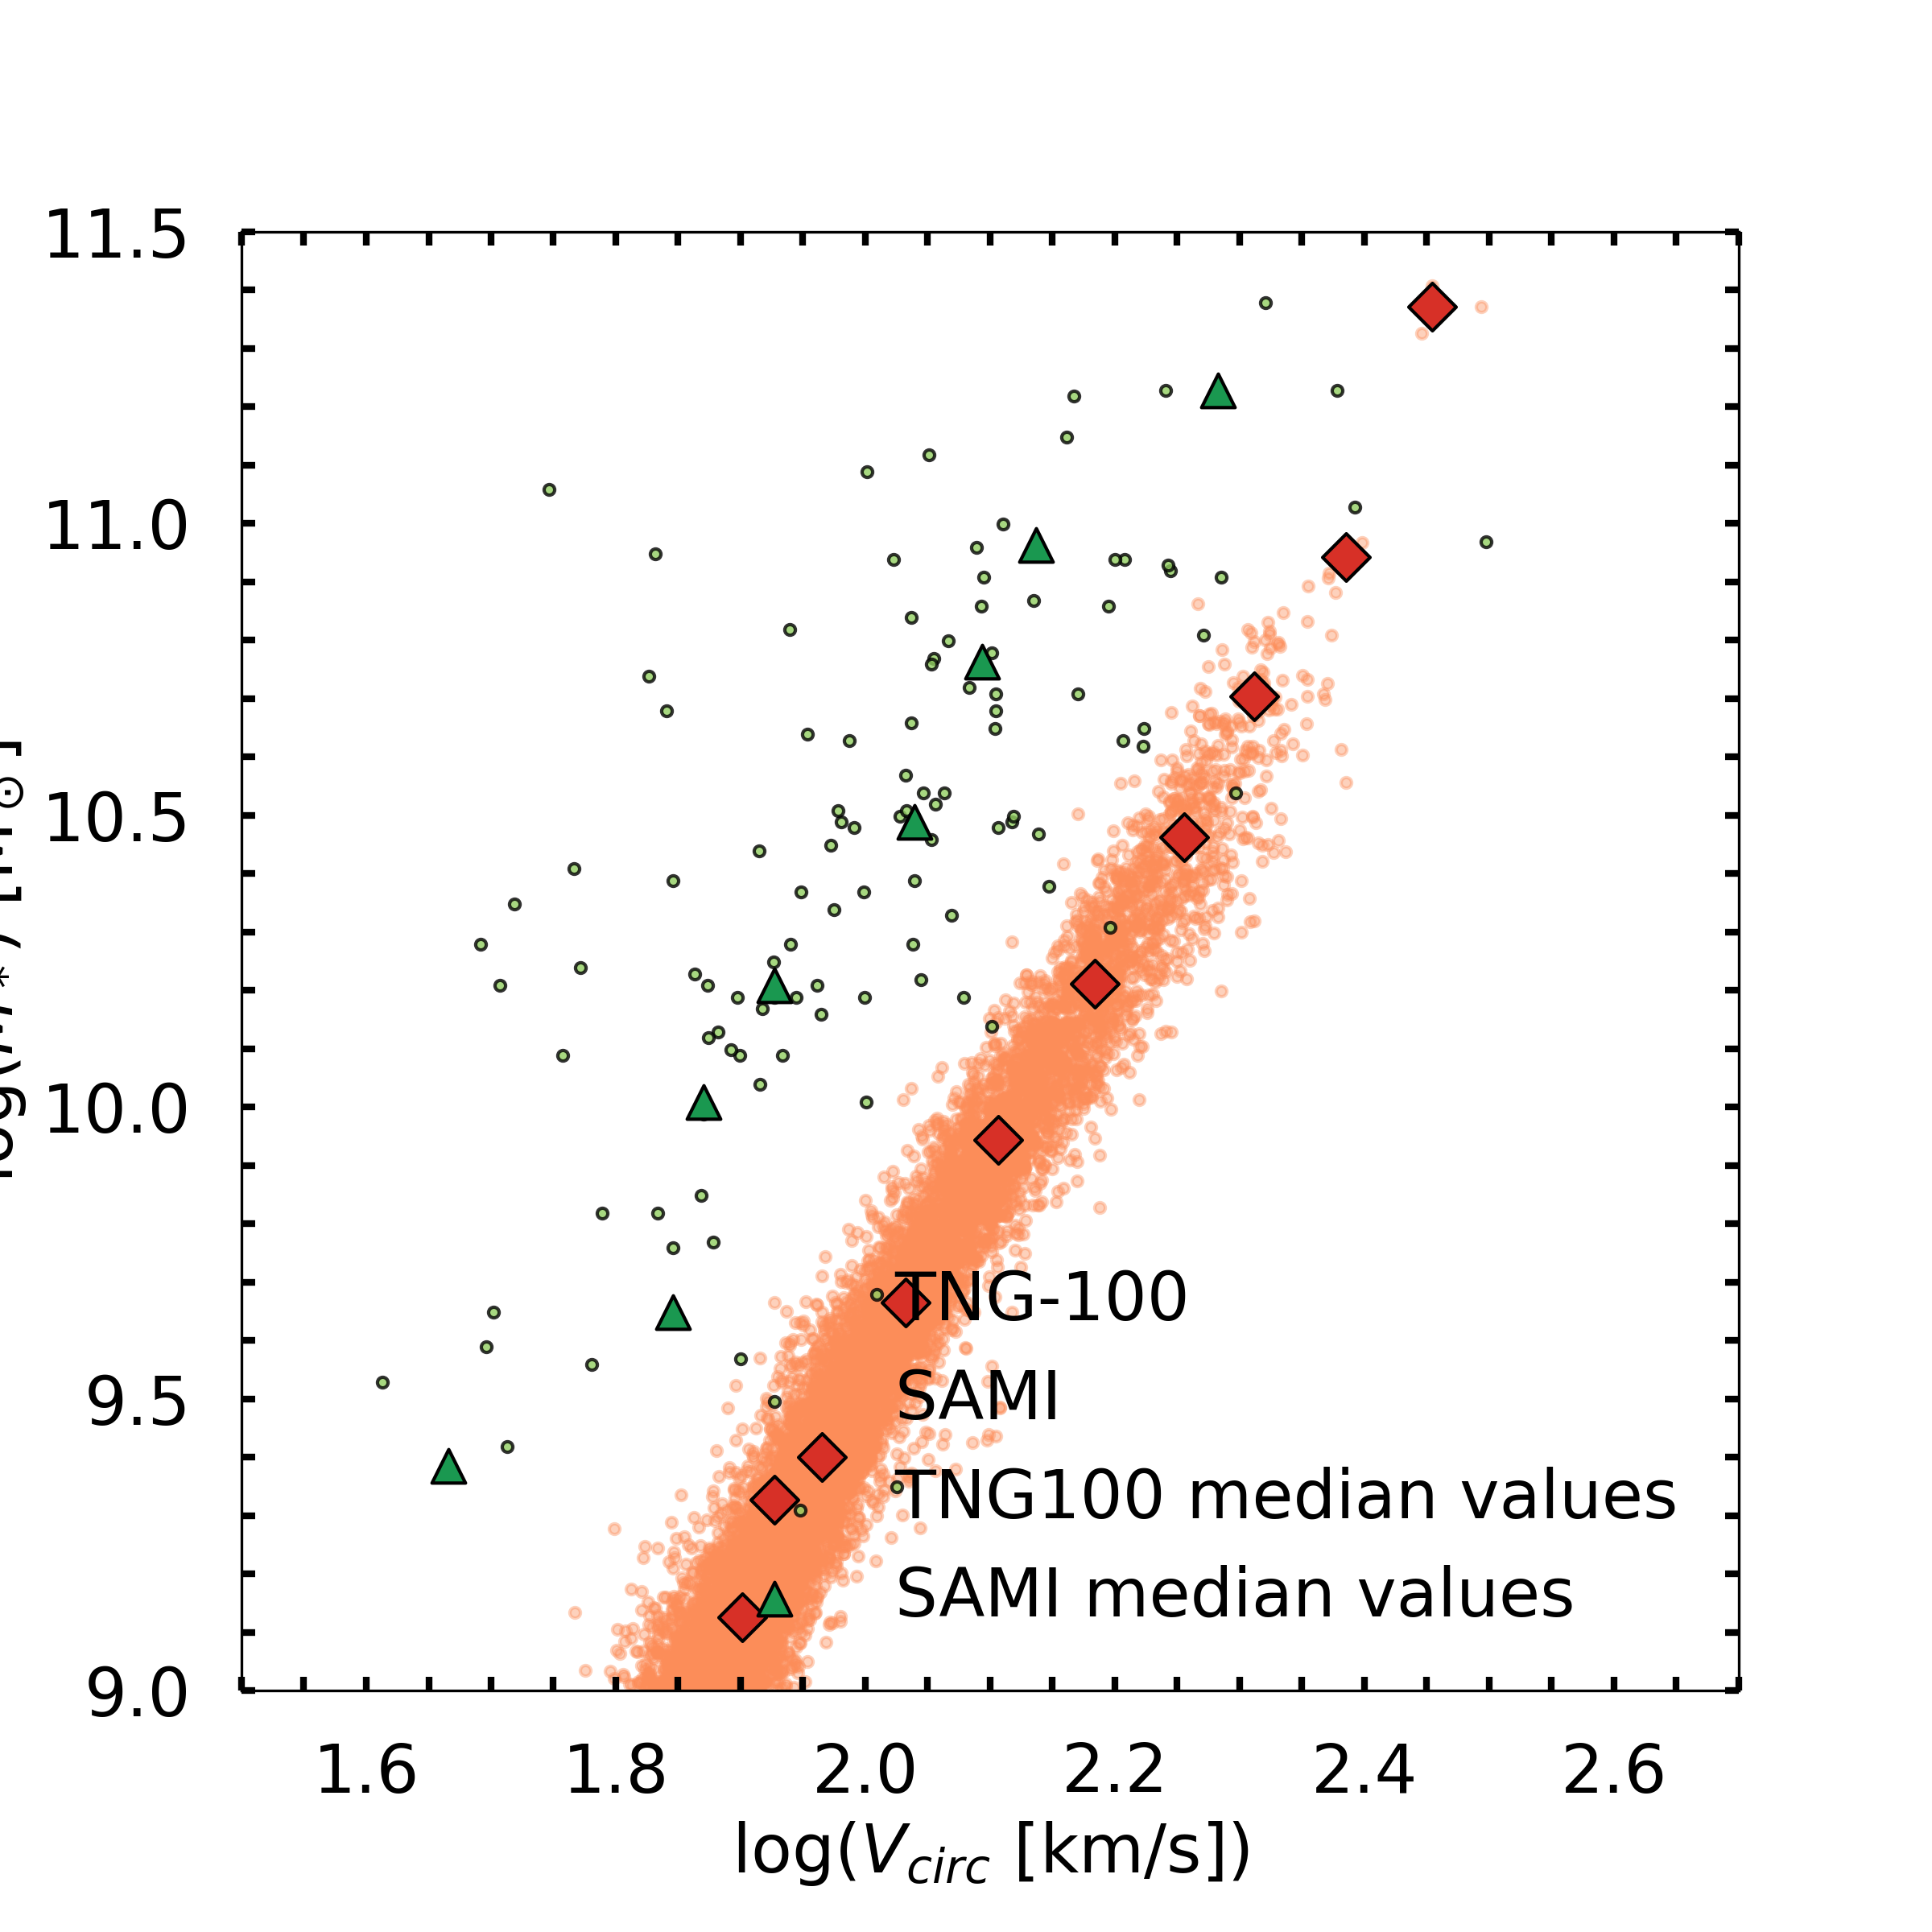 11.5
11.0
10.5
10.0
9.5
9.0
TNG-100
SAMI
TNG100 median values
SAMI median values
1.6 1.8 2.0 2.2 2.4 2.6
log(V_circ [km/s])